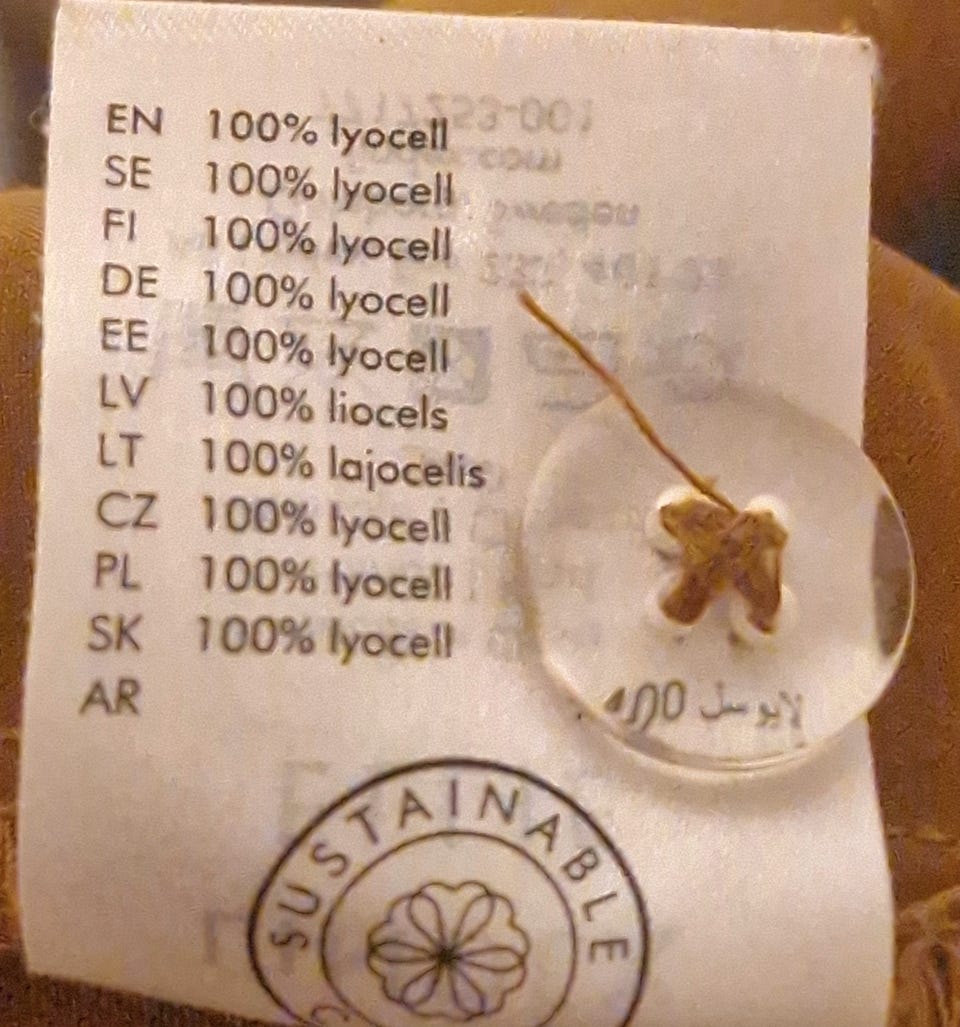 EN 100% lyocell
SE 100% lyocell
FI 100% lyocell
DE 100% lyocell
EE 100% lyocell
LV 100% liocels
LT 100% lajocelis
CZ 100% lyocell
PL 100% lyocell
SK 100% lyocell
AR لايوسل
SUSTAINABLE